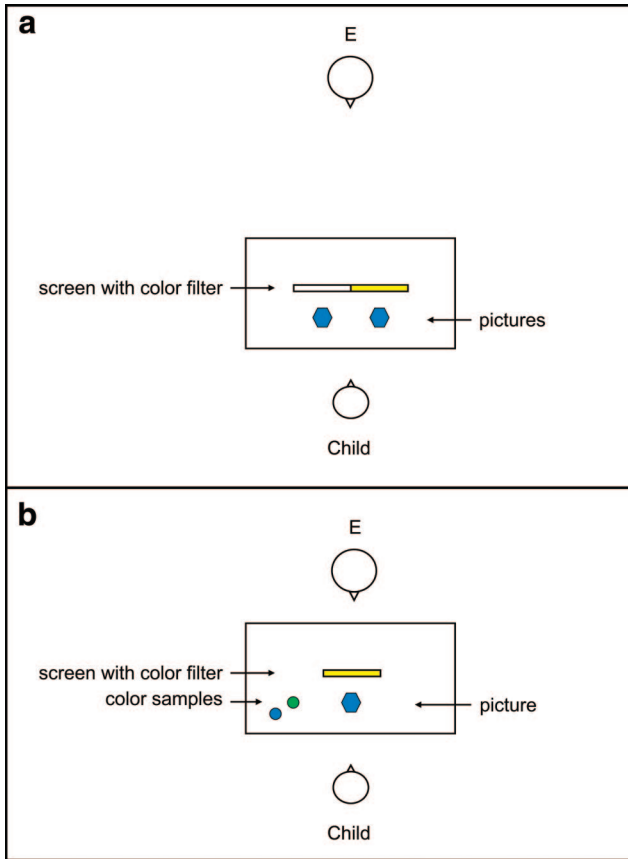 a
E
screen with color filter
pictures
Child
b
E
screen with color filter
color samples
picture
Child